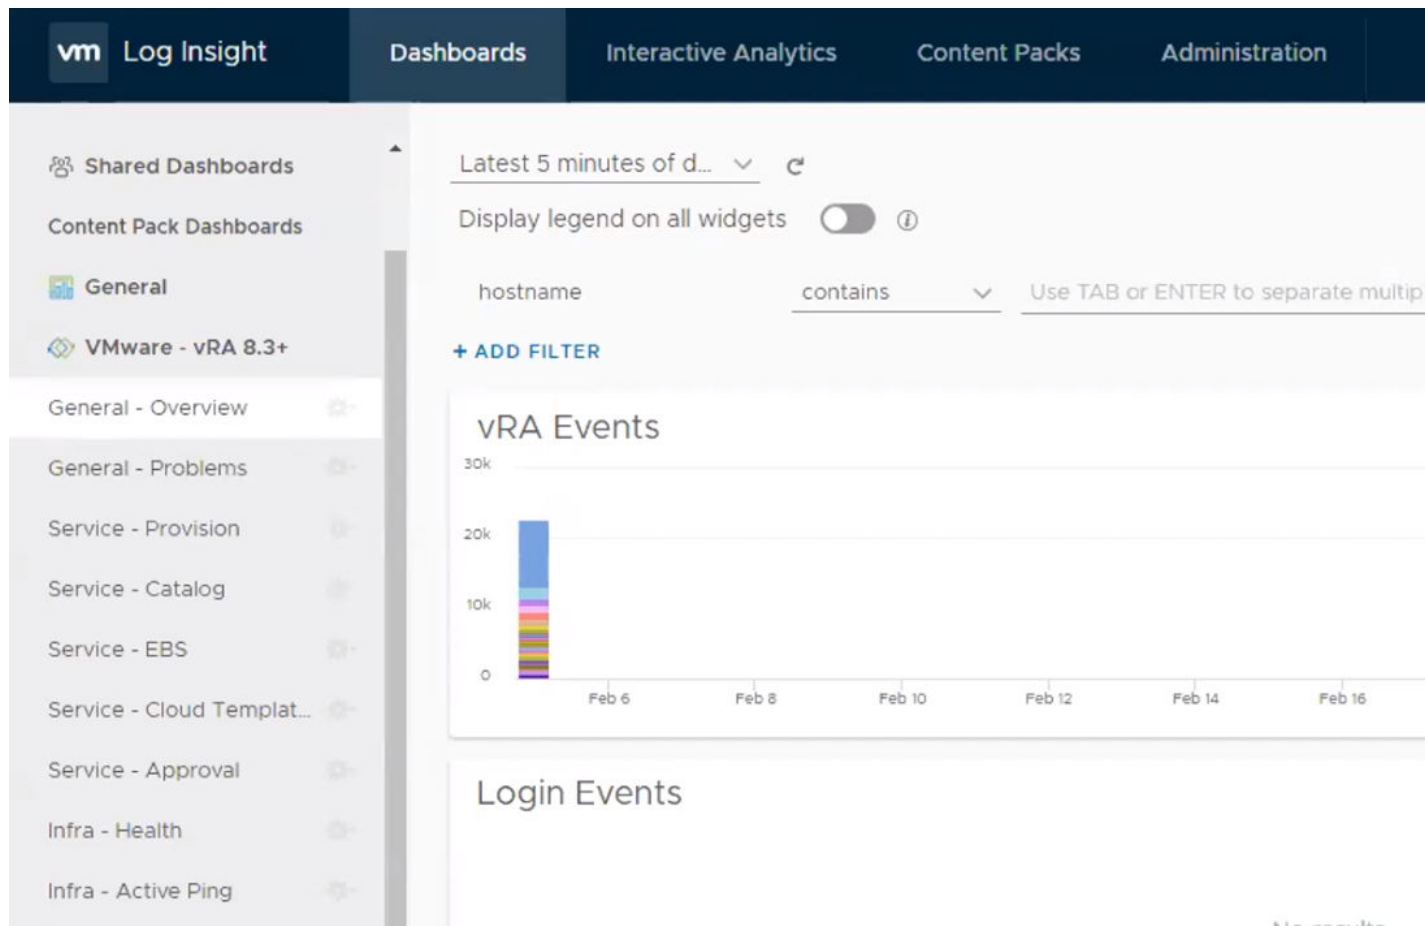 vm Log Insight Dashboards Interactive Analytics Content Packs Administration
Shared Dashboards
Content Pack Dashboards
General
VMware - vRA 8.3+
General - Overview
General - Problems
Service - Provision
Service - Catalog
Service - EBS
Service - Cloud Templat...
Service - Approval
Infra - Health
Infra - Active Ping
Latest 5 minutes of d...
Display legend on all widgets
hostname contains Use TAB or ENTER to separate multip
+ ADD FILTER
vRA Events
30k
20k
10k
0
Feb 6 Feb 8 Feb 10 Feb 12 Feb 14 Feb 16
Login Events
No results